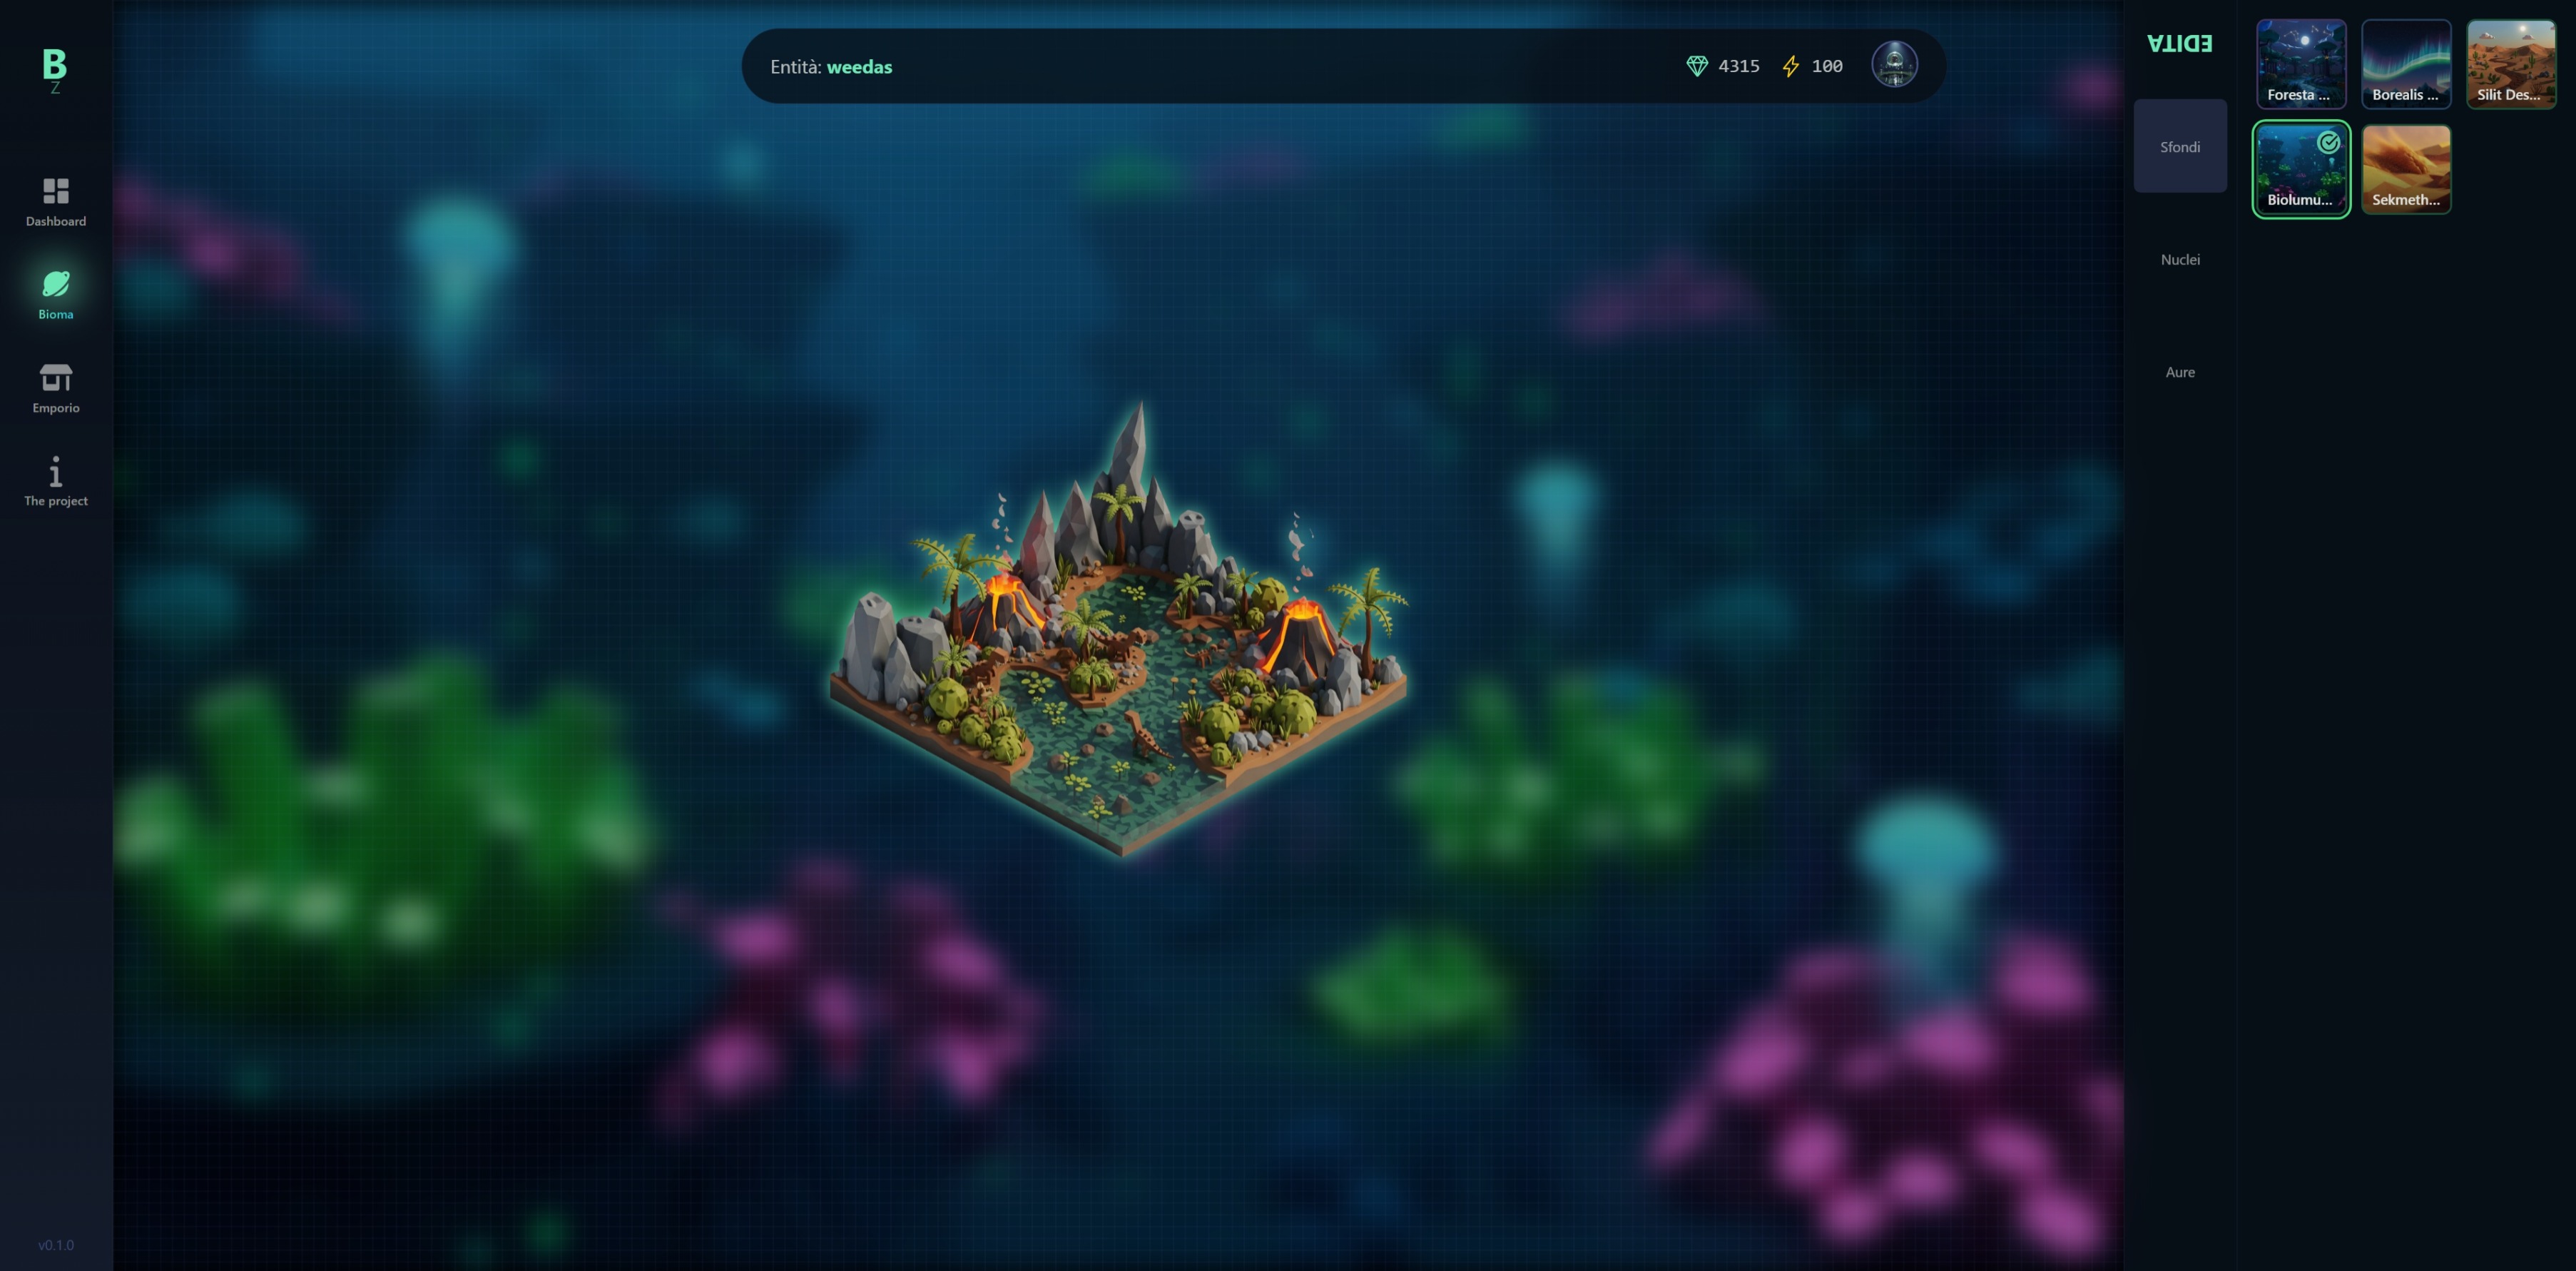 B
Z
Dashboard
Bioma
Emporio
The project
v0.1.0
Entità: weedas
4315
100
EDITA
Sfondi
Nuclei
Aure
Foresta ...
Borealis ...
Silit Des...
Biolumu...
Sekmeth...